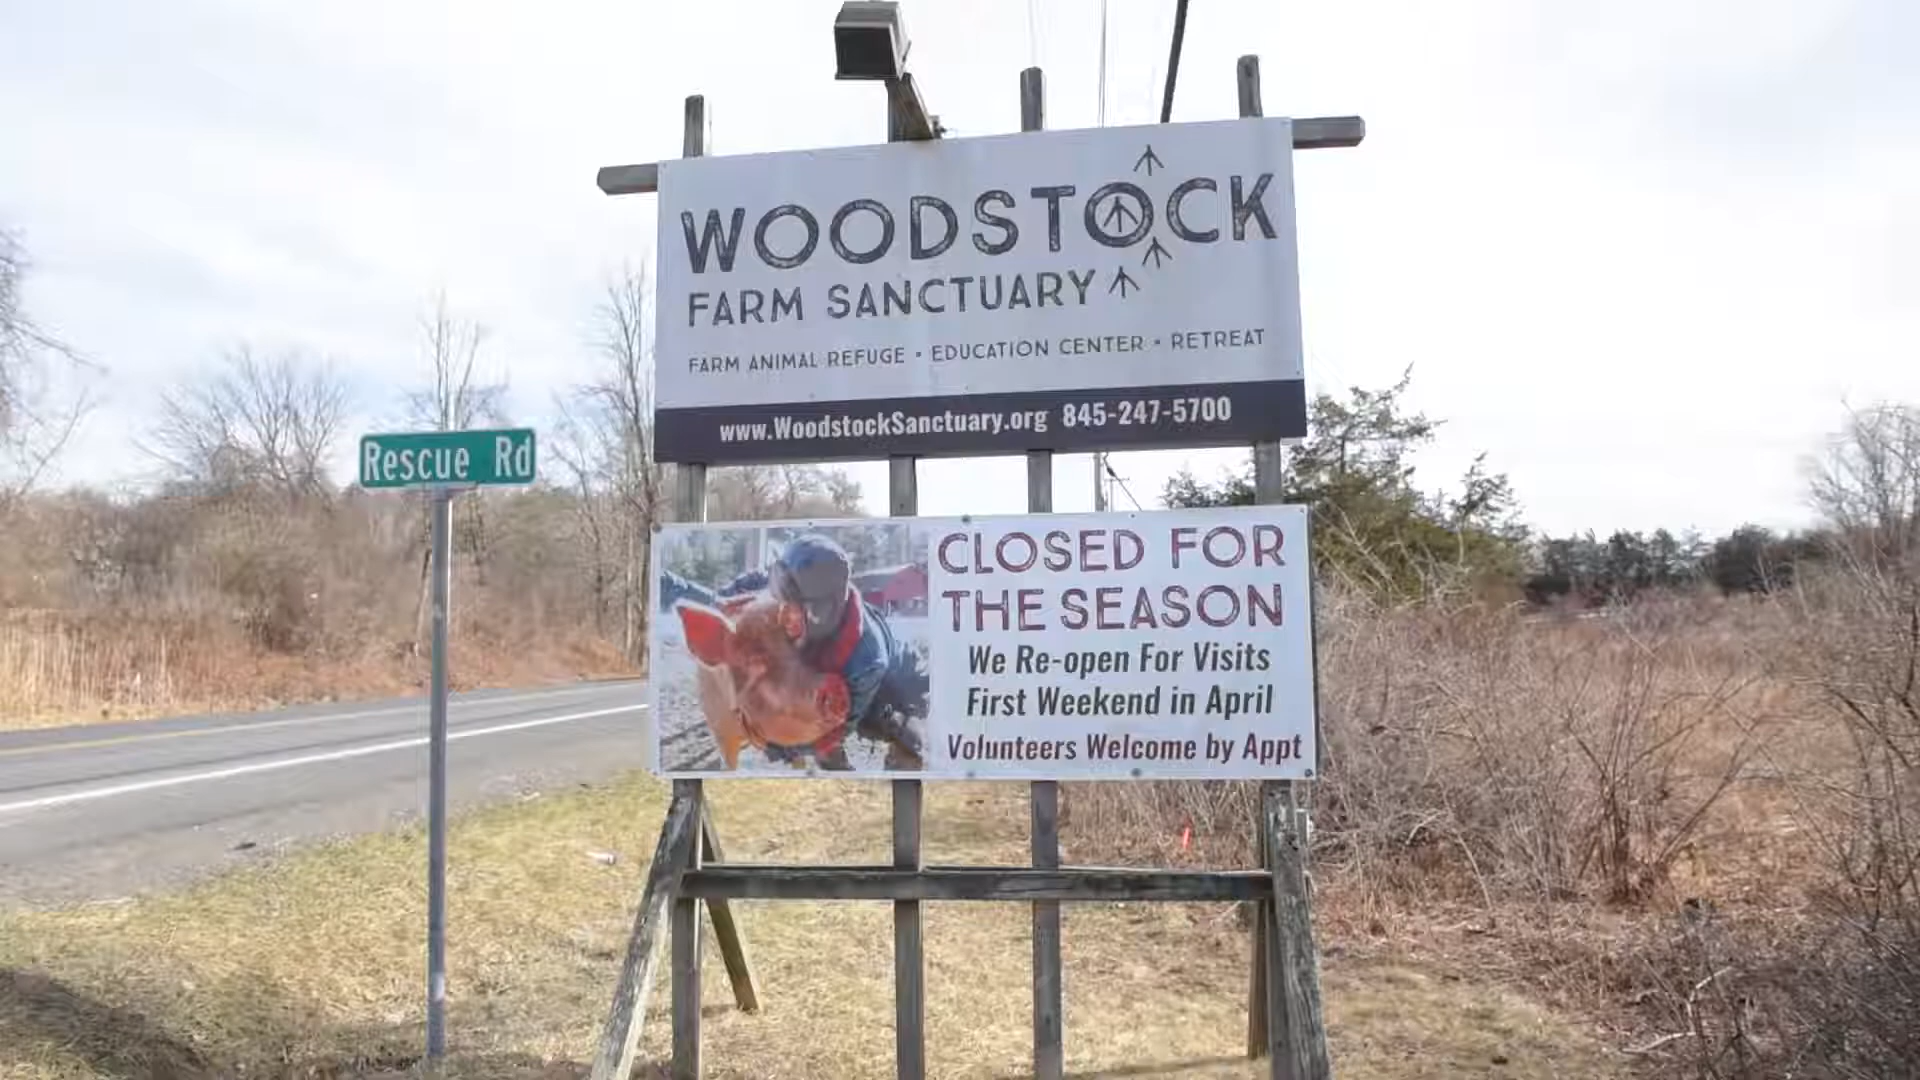 WOODSTOCK
FARM SANCTUARY
FARM ANIMAL REFUGE • EDUCATION CENTER • RETREAT
www.WoodstockSanctuary.org 845-247-5700
Rescue Rd
CLOSED FOR
THE SEASON
We Re-open For Visits
First Weekend in April
Volunteers Welcome by Appt